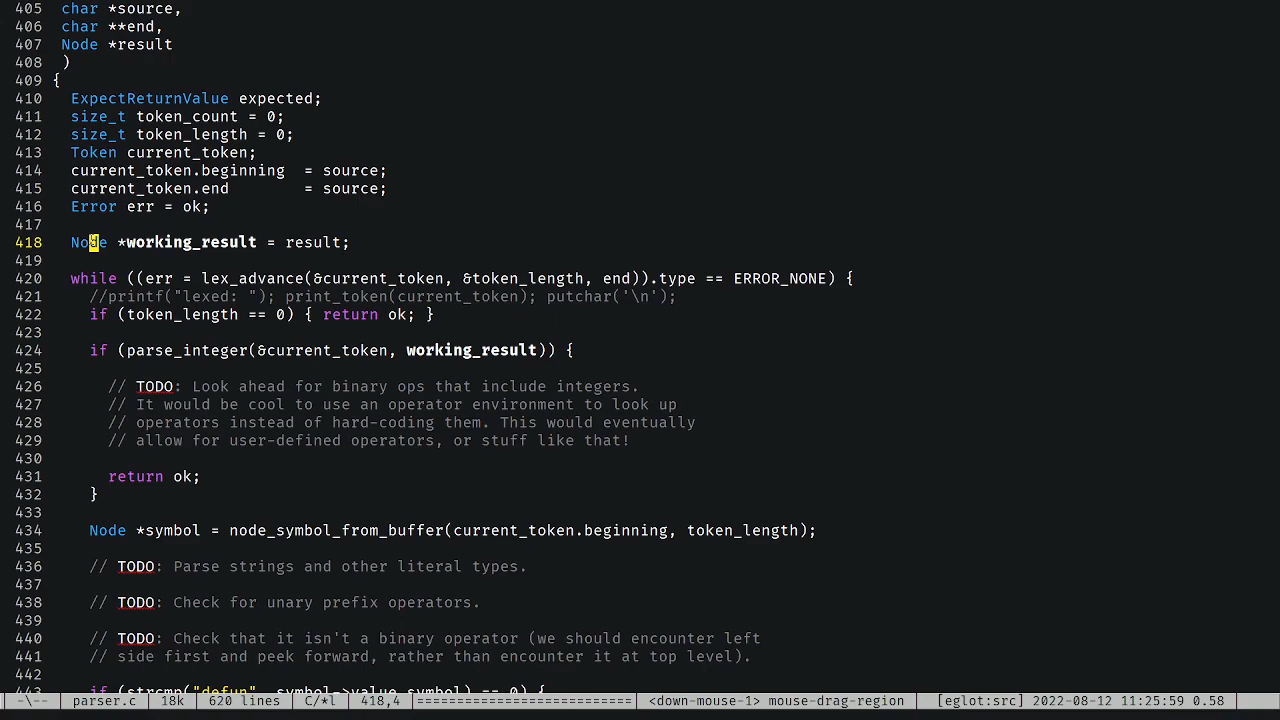 405  char *source,
406  char **end,
407  Node *result
408  )
409 {
410   ExpectReturnValue expected;
411   size_t token_count = 0;
412   size_t token_length = 0;
413   Token current_token;
414   current_token.beginning  = source;
415   current_token.end        = source;
416   Error err = ok;
417
418   Node *working_result = result;
419
420   while ((err = lex_advance(&current_token, &token_length, end)).type == ERROR_NONE) {
421     //printf("lexed: "); print_token(current_token); putchar('\n');
422     if (token_length == 0) { return ok; }
423
424     if (parse_integer(&current_token, working_result)) {
425
426       // TODO: Look ahead for binary ops that include integers.
427       // It would be cool to use an operator environment to look up
428       // operators instead of hard-coding them. This would eventually
429       // allow for user-defined operators, or stuff like that!
430
431       return ok;
432     }
433
434     Node *symbol = node_symbol_from_buffer(current_token.beginning, token_length);
435
436     // TODO: Parse strings and other literal types.
437
438     // TODO: Check for unary prefix operators.
439
440     // TODO: Check that it isn't a binary operator (we should encounter left
441     // side first and peek forward, rather than encounter it at top level).
442
443     if (strcmp("defun", symbol->value.symbol) == 0) {
-\-- parser.c 18k 620 lines C/*l 418,4 ============================ <down-mouse-1> mouse-drag-region [eglot:src] 2022-08-12 11:25:59 0.58